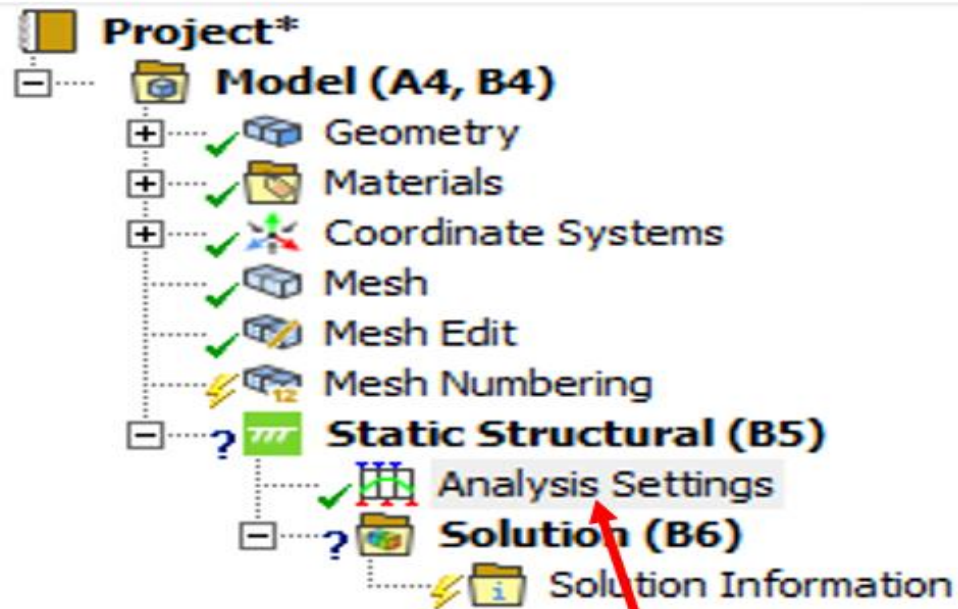 Project*
Model (A4, B4)
Geometry
Materials
Coordinate Systems
Mesh
Mesh Edit
Mesh Numbering
Static Structural (B5)
Analysis Settings
Solution (B6)
Solution Information